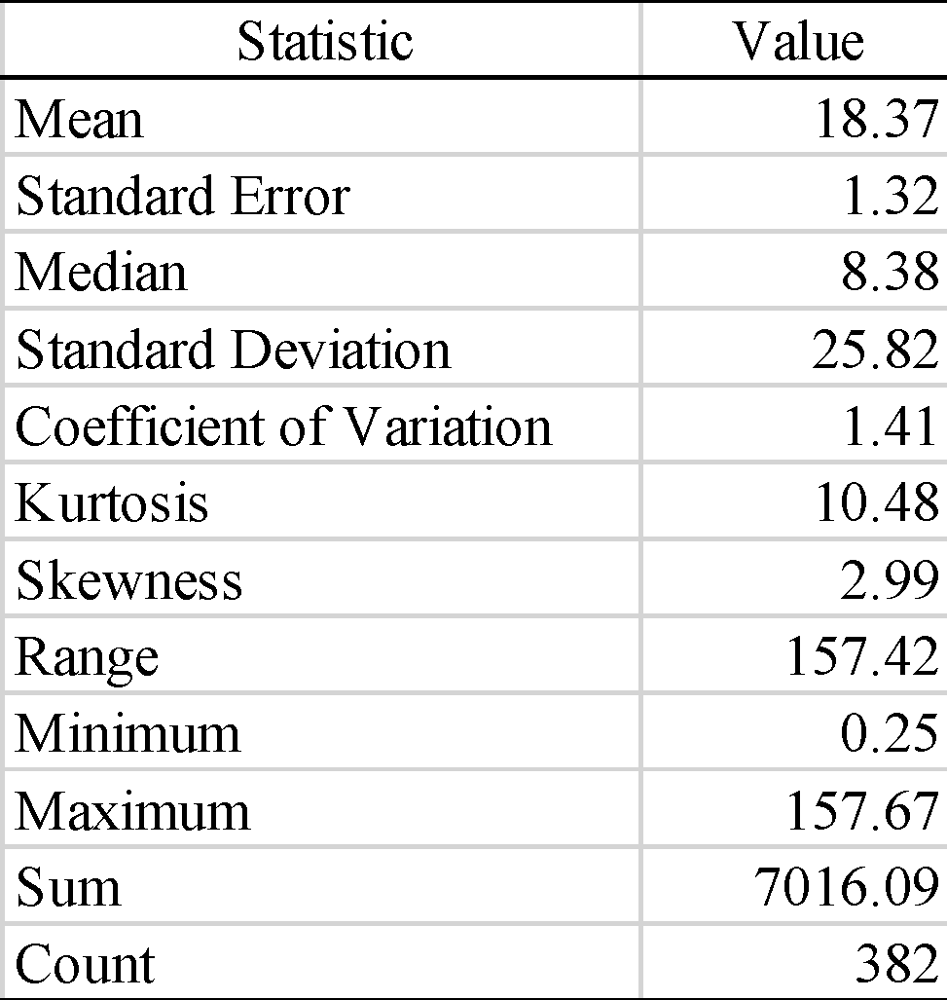 Statistic Value
Mean 18.37
Standard Error 1.32
Median 8.38
Standard Deviation 25.82
Coefficient of Variation 1.41
Kurtosis 10.48
Skewness 2.99
Range 157.42
Minimum 0.25
Maximum 157.67
Sum 7016.09
Count 382